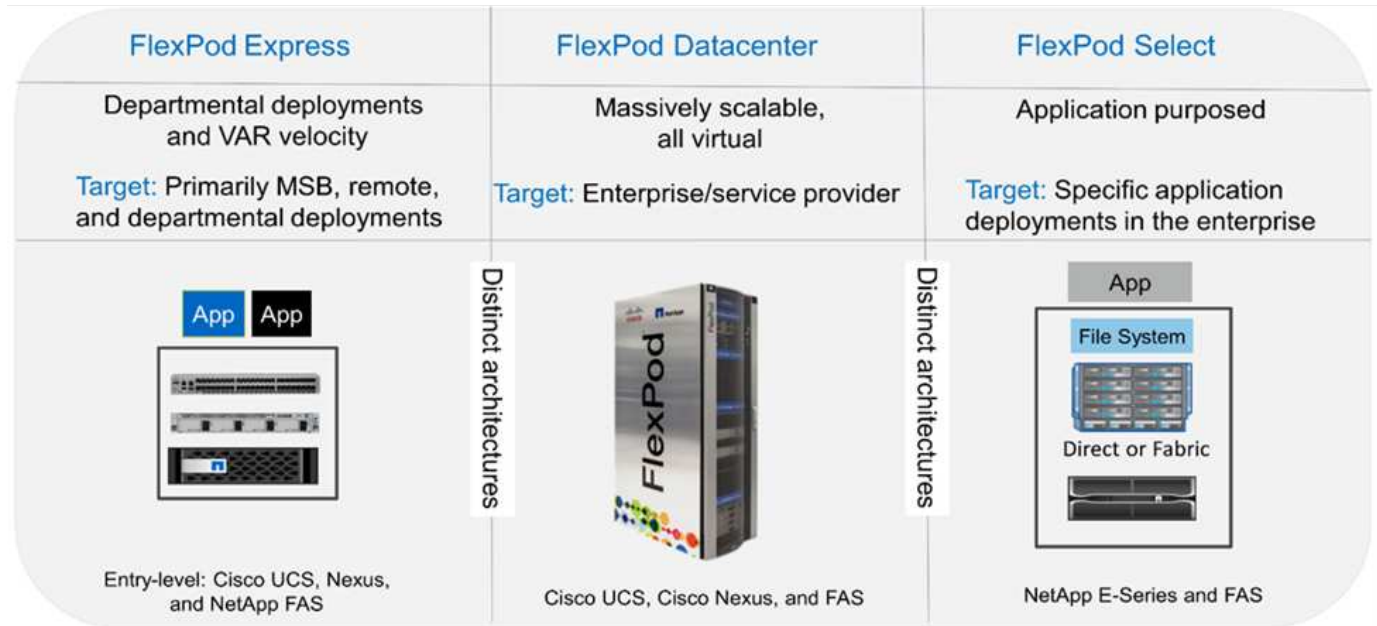 FlexPod Express
Departmental deployments
and VAR velocity
Target: Primarily MSB, remote,
and departmental deployments
App App
Entry-level: Cisco UCS, Nexus,
and NetApp FAS
Distinct architectures
FlexPod Datacenter
Massively scalable,
all virtual
Target: Enterprise/service provider
CISCO NetApp
FlexPod
FlexPod
Cisco UCS, Cisco Nexus, and FAS
Distinct architectures
FlexPod Select
Application purposed
Target: Specific application
deployments in the enterprise
App
File System
Direct or Fabric
NetApp E-Series and FAS